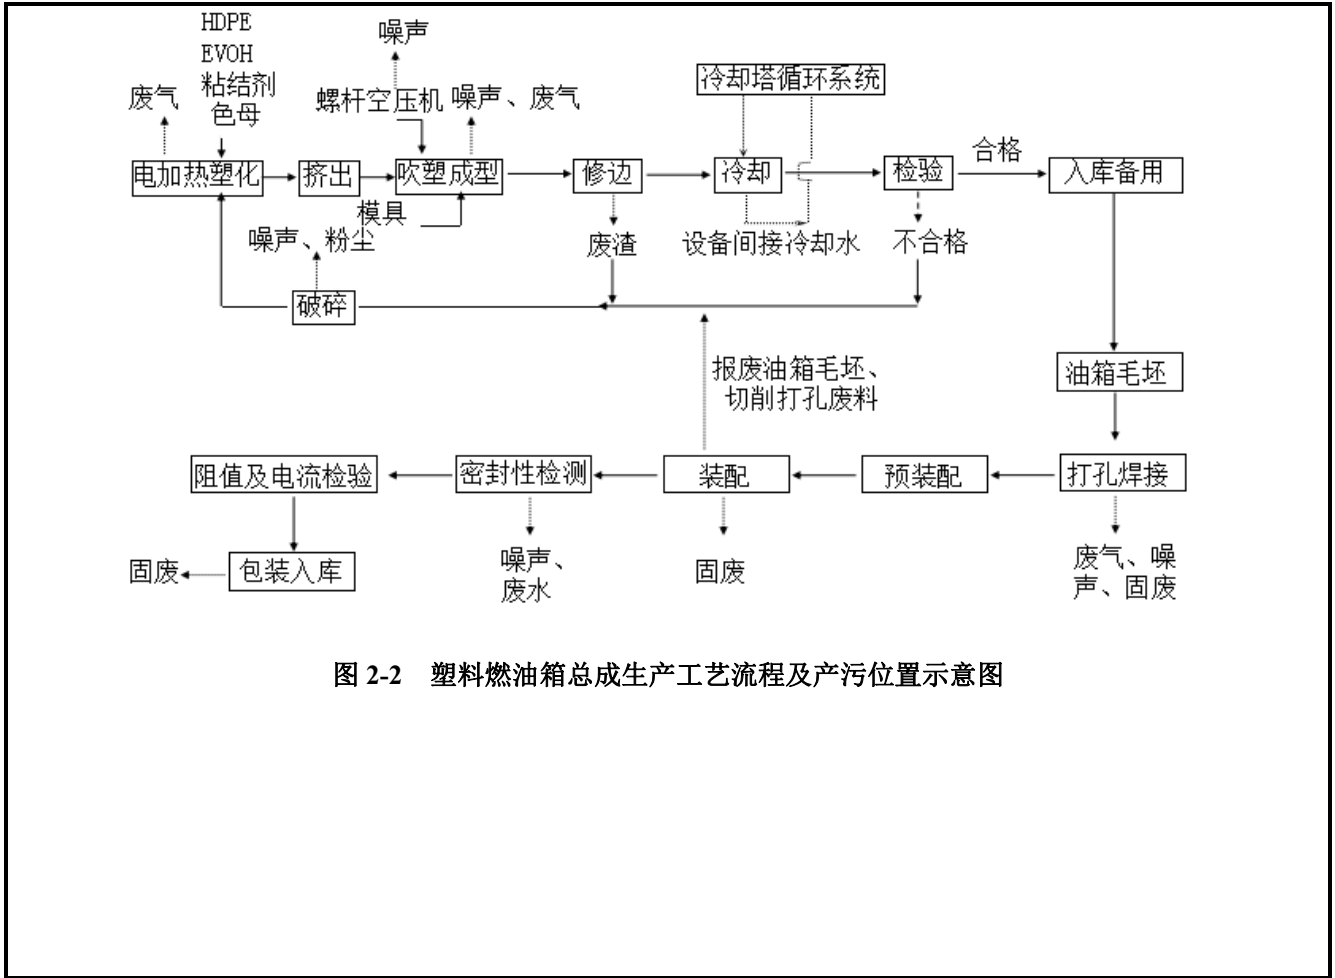 HDPE
EVOH
粘结剂
色母
噪声
废气
螺杆空压机
噪声、废气
冷却塔循环系统
电加热塑化
挤出
吹塑成型
修边
冷却
检验
合格
入库备用
模具
噪声、粉尘
废渣
设备间接冷却水
不合格
破碎
报废油箱毛坯、
切削打孔废料
油箱毛坯
阻值及电流检验
密封性检测
装配
预装配
打孔焊接
固废
包装入库
噪声、
废水
固废
废气、噪
声、固废
图 2-2 塑料燃油箱总成生产工艺流程及产污位置示意图